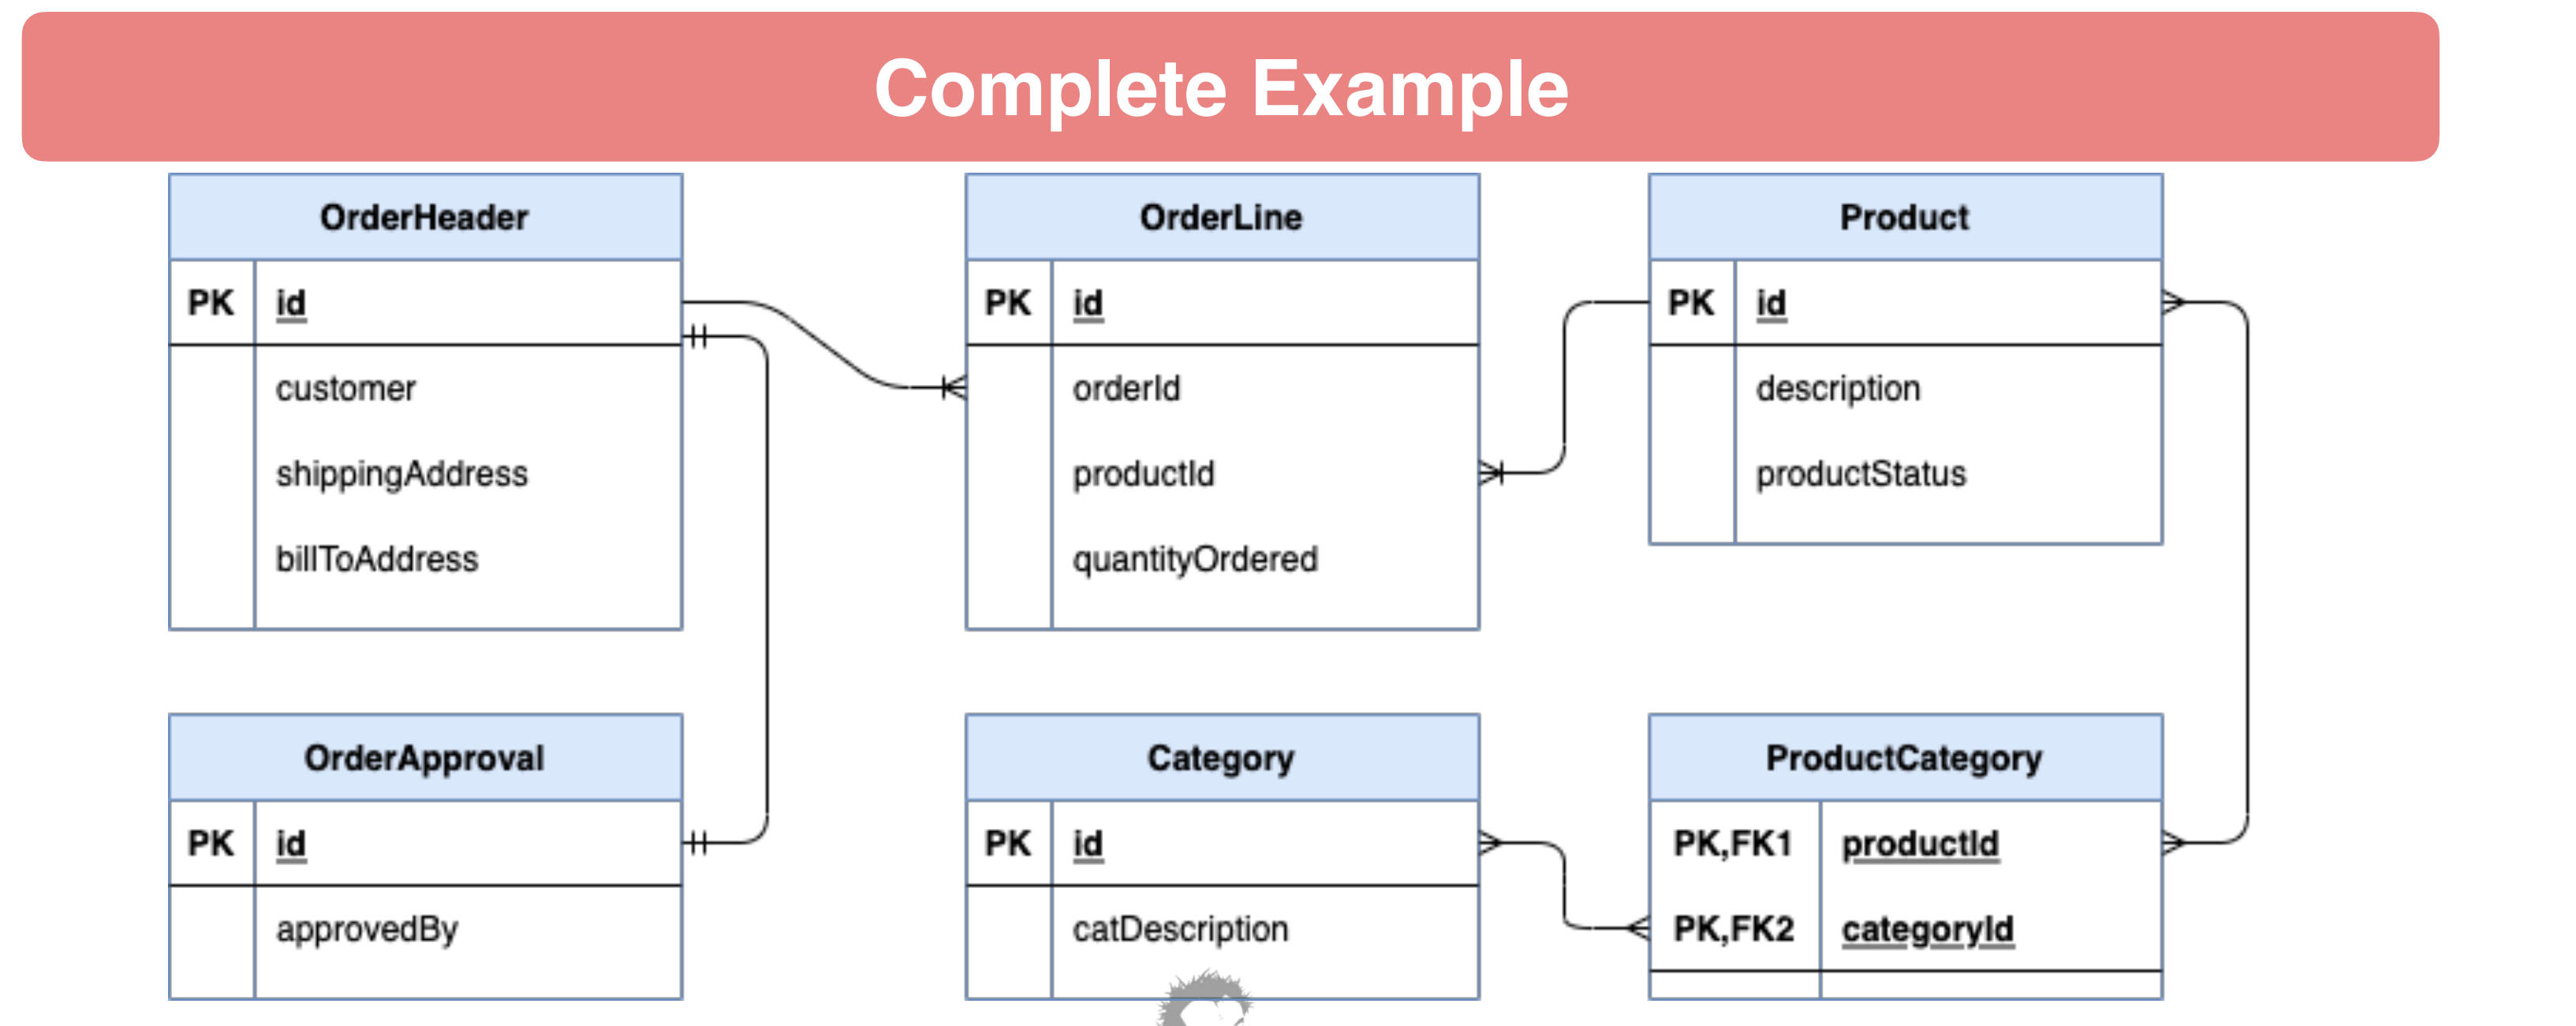 Complete Example
OrderHeader
PK id
customer
shippingAddress
billToAddress
OrderLine
PK id
orderId
productId
quantityOrdered
Product
PK id
description
productStatus
OrderApproval
PK id
approvedBy
Category
PK id
catDescription
ProductCategory
PK,FK1 productId
PK,FK2 categoryId